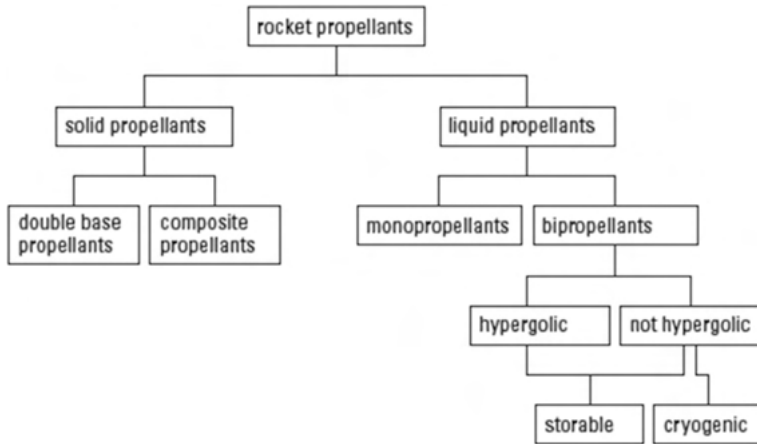 rocket propellants
solid propellants
liquid propellants
double base
propellants
composite
propellants
monopropellants
bipropellants
hypergolic
not hypergolic
storable
cryogenic